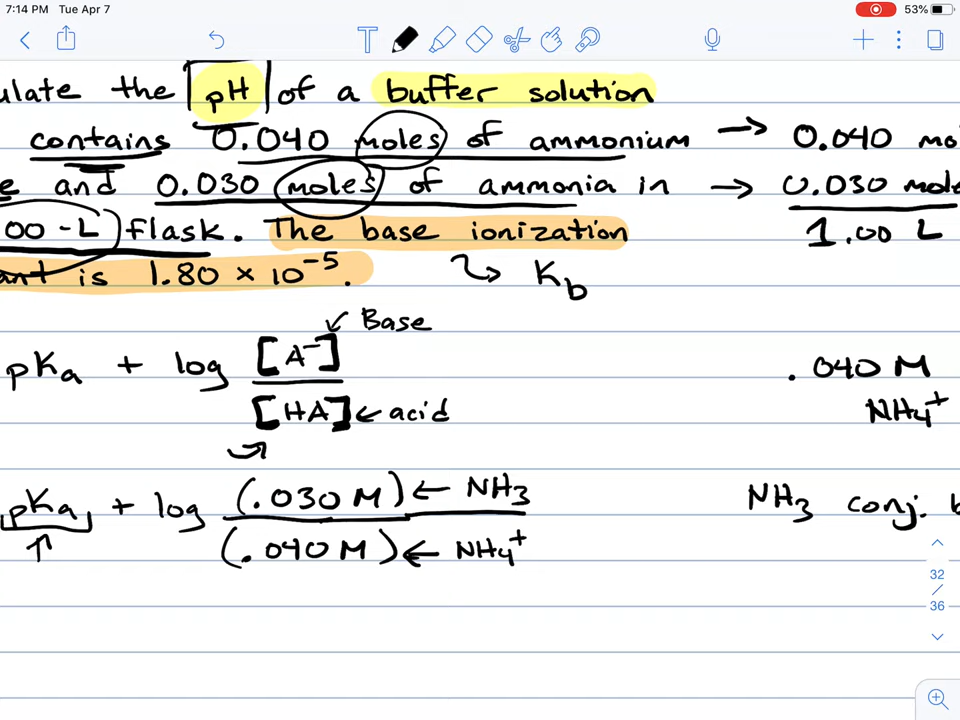 7:14 PM Tue Apr 7 53%
ulate the pH of a buffer solution
contains 0.040 moles of ammonium → 0.040 mo
e and 0.030 moles of ammonia in → 0.030 mole
00-L flask. The base ionization 1.00 L
ant is 1.80 × 10⁻⁵. Kb
Base
pKa + log [A⁻] .040 M
[HA] ← acid NH4⁺
pKa + log (.030 M) ← NH3 NH3 conj. b
(.040 M) ← NH4⁺
32
/
36